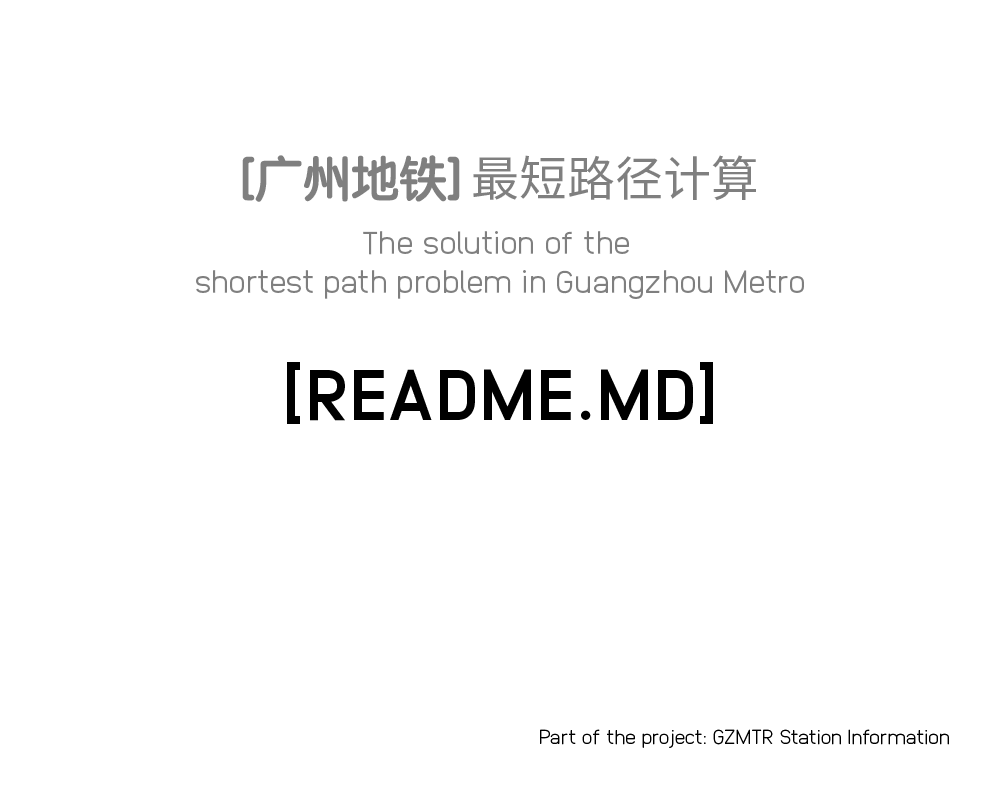 [广州地铁] 最短路径计算
The solution of the
shortest path problem in Guangzhou Metro
[README.MD]
Part of the project: GZMTR Station Information